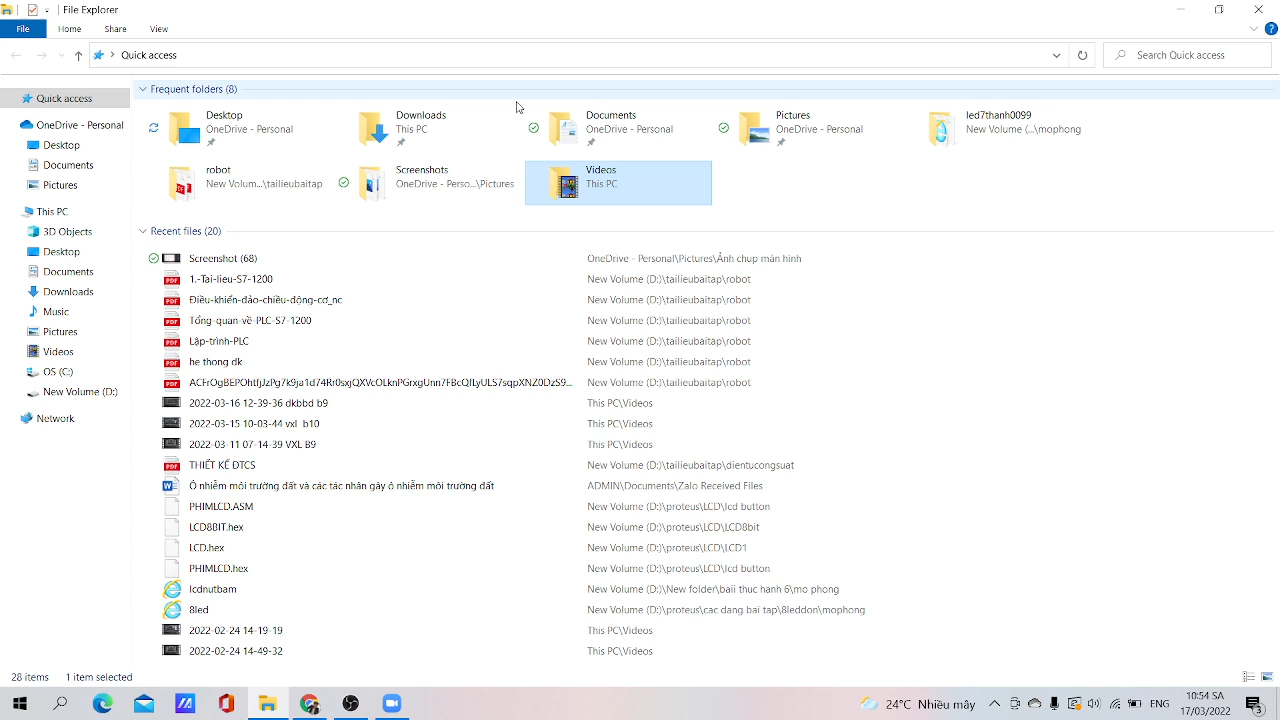 File Explorer
File
Home
Share
View
Quick access
Search Quick access
Quick access
OneDrive - Personal
Desktop
Documents
Pictures
This PC
3D Objects
Desktop
Documents
Downloads
Music
Pictures
Videos
OS (C:)
New Volume (D:)
Network
Frequent folders (8)
Desktop
OneDrive - Personal
Downloads
This PC
Documents
OneDrive - Personal
Pictures
OneDrive - Personal
led7thanh0099
New Volume (...\mophong
robot
New Volum...\tailieubaitap
Screenshots
OneDrive - Perso...\Pictures
Videos
This PC
Recent files (20)
Screenshot (68) OneDrive - Personal\Pictures\Ảnh chụp màn hình
1.-Tai-lieu-S7-1200 New Volume (D:)\tailieubaitap\robot
Điều-khiển-đảo-chiều-động-cơ_nc New Volume (D:)\tailieubaitap\robot
Tổng-quan-về-PLC-S7-1200 New Volume (D:)\tailieubaitap\robot
Lập-trình-PLC New Volume (D:)\tailieubaitap\robot
he thong dk New Volume (D:)\tailieubaitap\robot
New Volume (D:)\tailieubaitap\robot
2022-03-16 12-39-36 dkbbd b9 This PC\Videos
2022-03-15 10-03-44 vxl b10 This PC\Videos
2022-03-11 07-14-39 VXL B9 This PC\Videos
THIẾT KẾ DTCS New Volume (D:)\tailieubaitap\dientucongsuat
Ô nhiễm môi trường đất và các tác nhân gây ô nhiễm môi trường đất \Documents\Zalo Received Files
PHIMLCD.ASM New Volume (D:)\proteus\LCD\lcd button
LCD8BIT.hex New Volume (D:)\proteus\LCD\LCD8bit
LCD.hex New Volume (D:)\proteus\LCD\LCD1
PHIMLCD.hex New Volume (D:)\proteus\LCD\lcd button
lcdnutbam New Volume (D:)\New folder\baii thuc hanh 6\mo phong
8led New Volume (D:)\proteus\cac dang bai tap\8leddon\mophong
2022-02-24 14-19-19 This PC\Videos
2022-02-24 14-49-32 This PC\Videos
28 items 1 item selected
24°C Nhiều mây
ENG
10:54 SA
17/03/2022
3